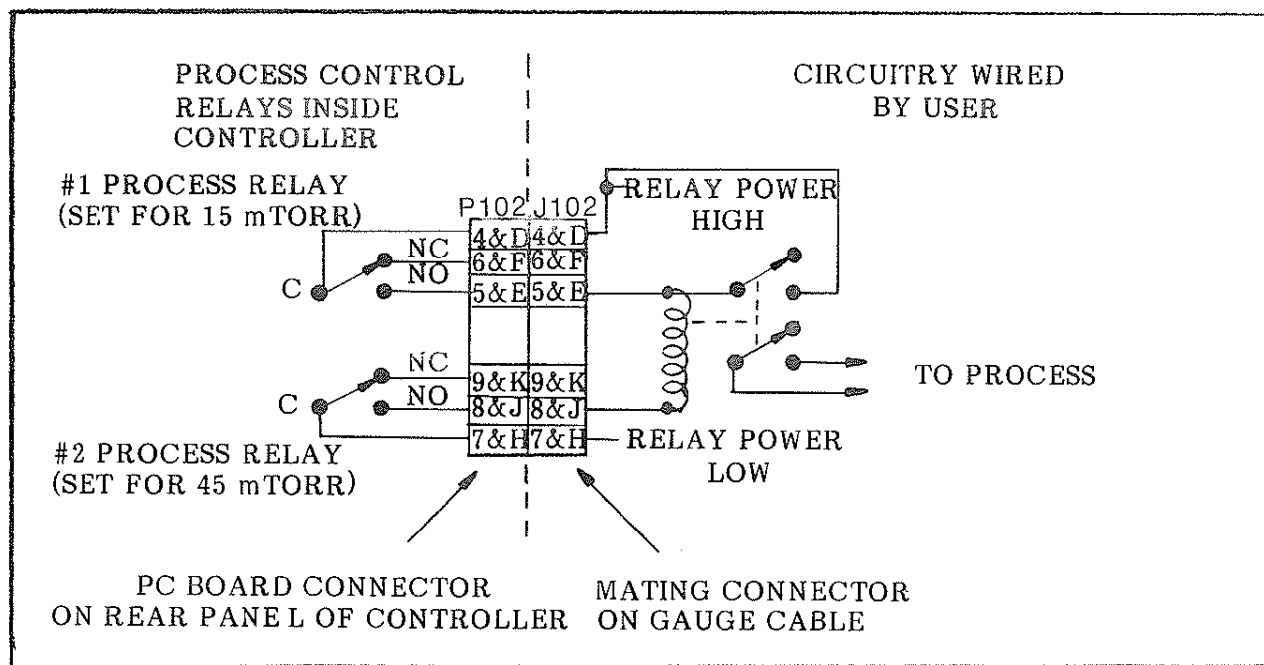 PROCESS CONTROL
RELAYS INSIDE
CONTROLLER
CIRCUITRY WIRED
BY USER
#1 PROCESS RELAY
(SET FOR 15 mTORR)
P102 J102
RELAY POWER
HIGH
4&D 4&D
NC 6&F 6&F
NO
C 5&E 5&E
NC
9&K 9&K
NO
C 8&J 8&J
7&H 7&H
TO PROCESS
RELAY POWER
LOW
#2 PROCESS RELAY
(SET FOR 45 mTORR)
PC BOARD CONNECTOR
ON REAR PANEL OF CONTROLLER
MATING CONNECTOR
ON GAUGE CABLE